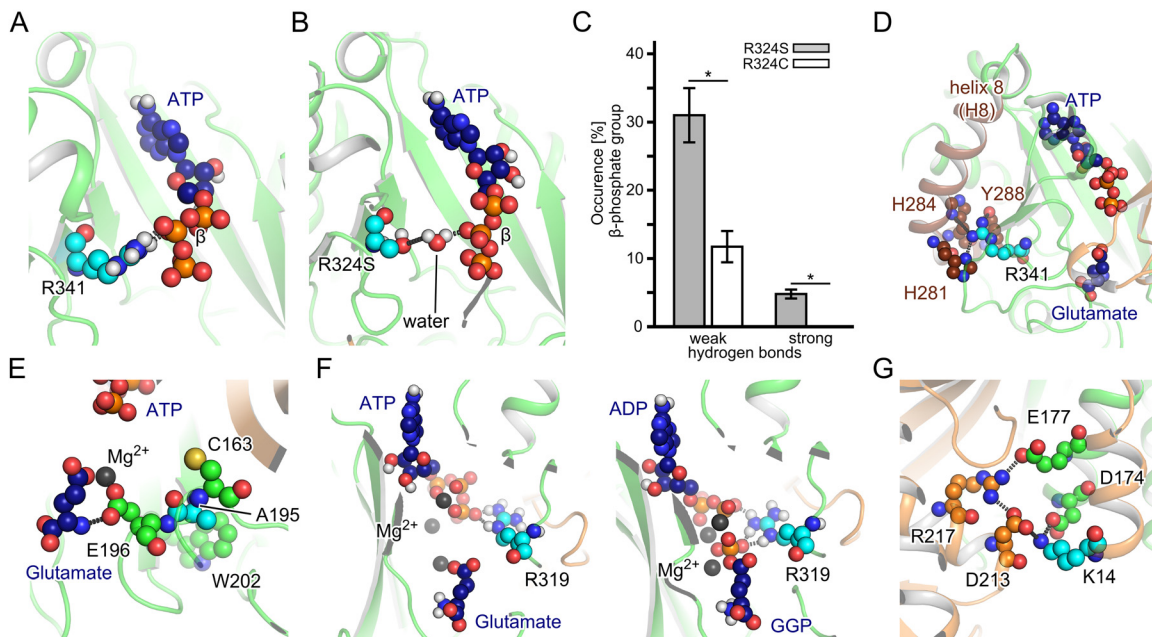 A
ATP
R341
β
B
ATP
R324S
β
water
C
R324S
R324C
Occurence [%]
β-phosphate group
40
30
20
10
0
*
*
weak
strong
hydrogen bonds
D
helix 8
(H8)
ATP
H284
Y288
R341
H281
Glutamate
E
ATP
Mg²⁺
C163
A195
E196
Glutamate
W202
F
ATP
Mg²⁺
R319
Glutamate
ADP
Mg²⁺
R319
GGP
G
E177
D174
R217
D213
K14